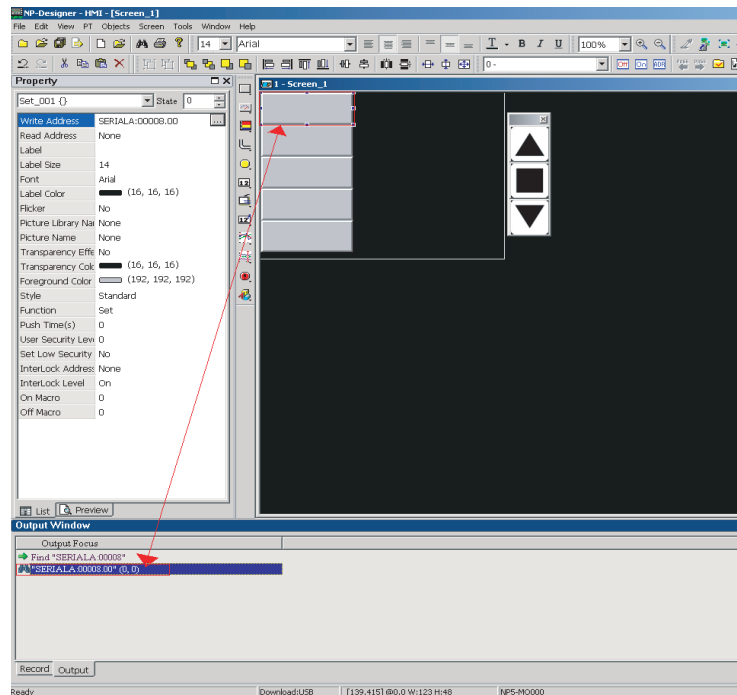 NP-Designer - HMI - [Screen_1]
File Edit View PT Objects Screen Tools Window Help
14 Arial 100%
T B I U
0 -
Off On ADR
Property
1 - Screen_1
Set_001 {} State 0
Write Address SERIALA:00008.00 ...
Read Address None
Label
Label Size 14
Font Arial
Label Color (16, 16, 16)
Flicker No
Picture Library Nar None
Picture Name None
Transparency Effe No
Transparency Colo (16, 16, 16)
Foreground Color (192, 192, 192)
Style Standard
Function Set
Push Time(s) 0
User Security Leve 0
Set Low Security No
InterLock Address None
InterLock Level On
On Macro 0
Off Macro 0
List Preview
Output Window
Output Focus
Find "SERIALA:00008"
"SERIALA:00008.00" (0, 0)
Record Output
Ready Download:USB [139,415] @0,0 W:123 H:48 NP5-MQ000